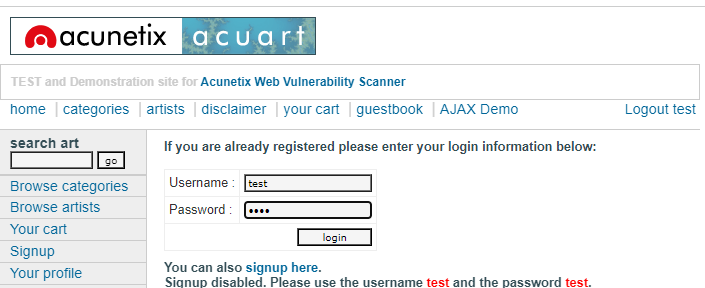 acunetix acuart
TEST and Demonstration site for Acunetix Web Vulnerability Scanner
home categories artists disclaimer your cart guestbook AJAX Demo Logout test
search art
go
Browse categories
Browse artists
Your cart
Signup
Your profile
If you are already registered please enter your login information below:
Username : test
Password : ••••
login
You can also signup here.
Signup disabled. Please use the username test and the password test.